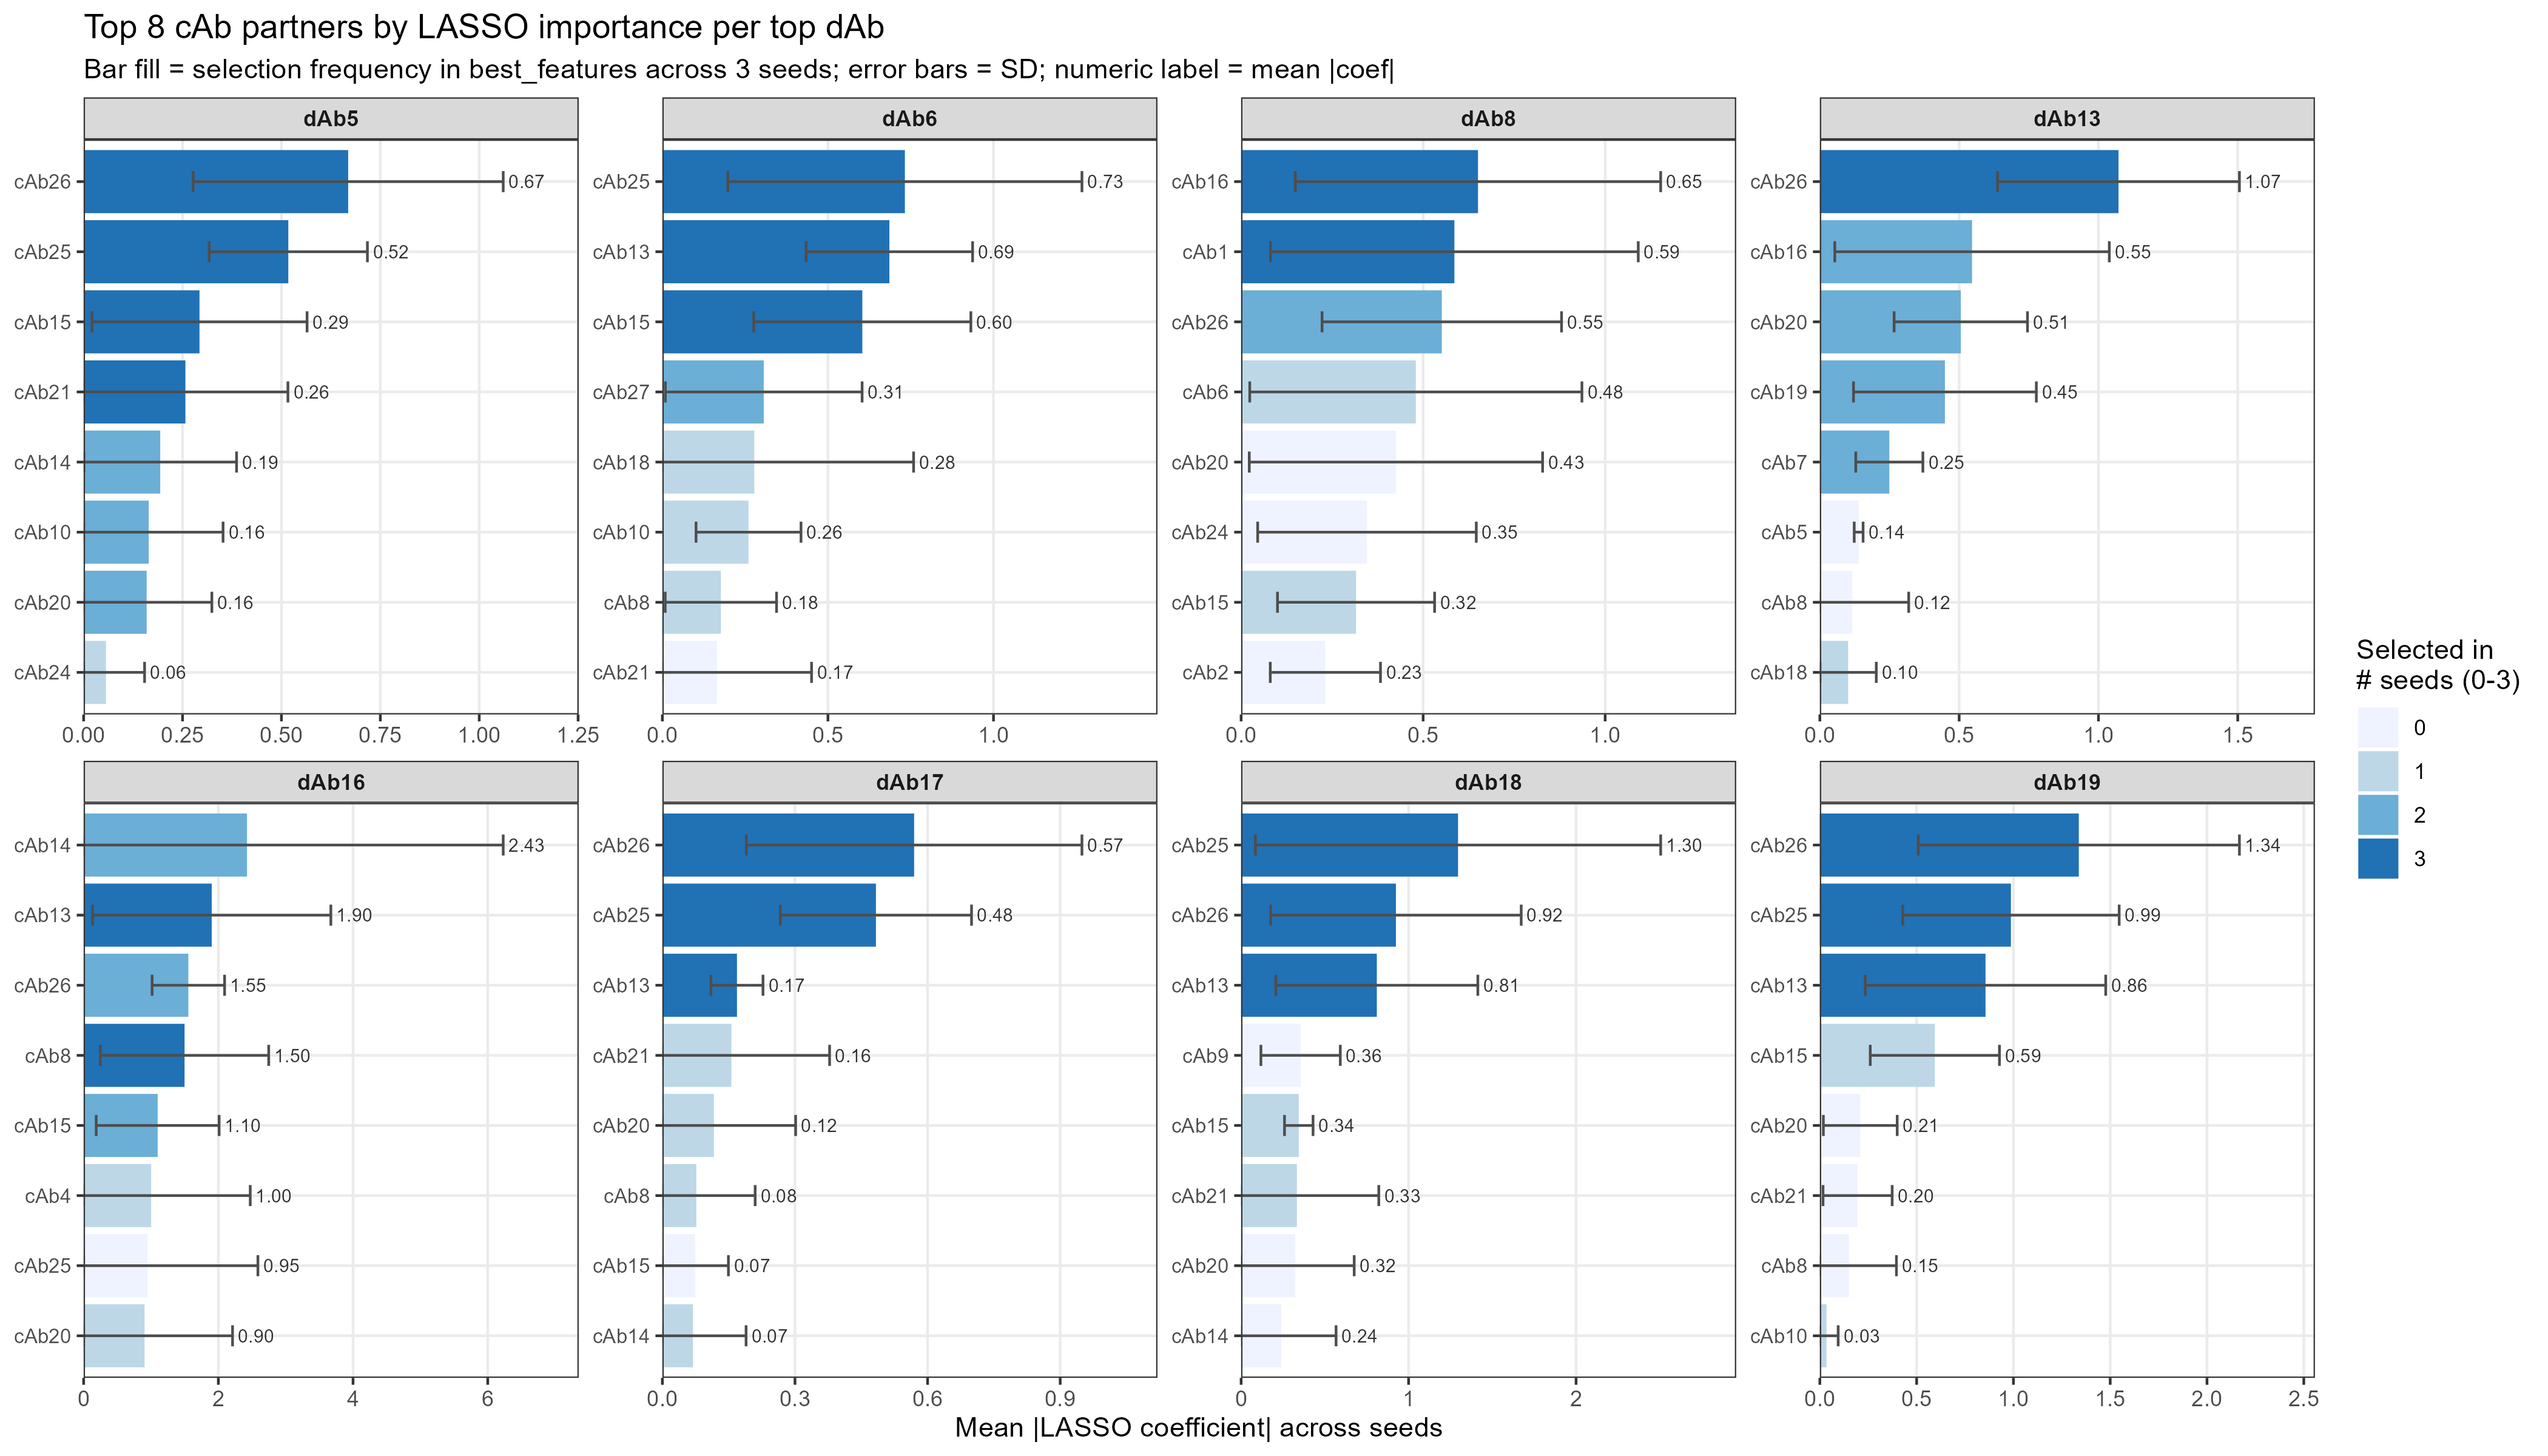 Top 8 cAb partners by LASSO importance per top dAb
Bar fill = selection frequency in best_features across 3 seeds; error bars = SD; numeric label = mean |coef|
dAb5
cAb26 0.67
cAb25 0.52
cAb15 0.29
cAb21 0.26
cAb14 0.19
cAb10 0.16
cAb20 0.16
cAb24 0.06
0.00 0.25 0.50 0.75 1.00 1.25
dAb6
cAb25 0.73
cAb13 0.69
cAb15 0.60
cAb27 0.31
cAb18 0.28
cAb10 0.26
cAb8 0.18
cAb21 0.17
0.0 0.5 1.0
dAb8
cAb16 0.65
cAb1 0.59
cAb26 0.55
cAb6 0.48
cAb20 0.43
cAb24 0.35
cAb15 0.32
cAb2 0.23
0.0 0.5 1.0
dAb13
cAb26 1.07
cAb16 0.55
cAb20 0.51
cAb19 0.45
cAb7 0.25
cAb5 0.14
cAb8 0.12
cAb18 0.10
0.0 0.5 1.0 1.5
dAb16
cAb14 2.43
cAb13 1.90
cAb26 1.55
cAb8 1.50
cAb15 1.10
cAb4 1.00
cAb25 0.95
cAb20 0.90
0 2 4 6
dAb17
cAb26 0.57
cAb25 0.48
cAb13 0.17
cAb21 0.16
cAb20 0.12
cAb8 0.08
cAb15 0.07
cAb14 0.07
0.0 0.3 0.6 0.9
dAb18
cAb25 1.30
cAb26 0.92
cAb13 0.81
cAb9 0.36
cAb15 0.34
cAb21 0.33
cAb20 0.32
cAb14 0.24
0 1 2
dAb19
cAb26 1.34
cAb25 0.99
cAb13 0.86
cAb15 0.59
cAb20 0.21
cAb21 0.20
cAb8 0.15
cAb10 0.03
0.0 0.5 1.0 1.5 2.0 2.5
Mean |LASSO coefficient| across seeds
Selected in
# seeds (0-3)
0
1
2
3